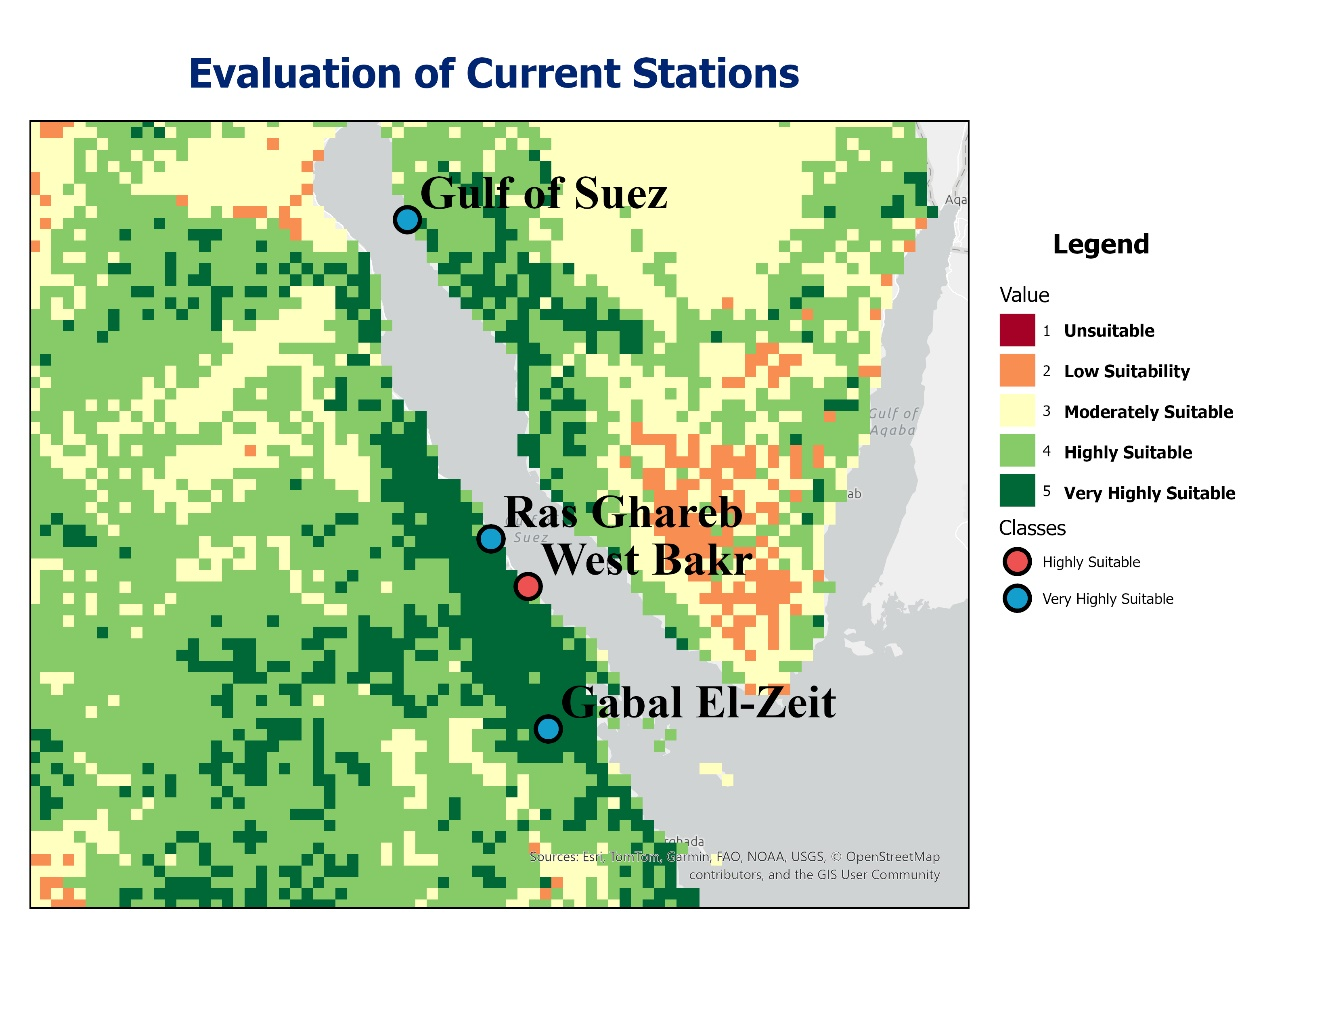 Evaluation of Current Stations
Gulf of Suez
Gulf of
Aqaba
Ras Ghareb
Suez
West Bakr
Gabal El-Zeit
Sources: Esri, TomTom, Garmin, FAO, NOAA, USGS, © OpenStreetMap
contributors, and the GIS User Community
Legend
Value
1 Unsuitable
2 Low Suitability
3 Moderately Suitable
4 Highly Suitable
5 Very Highly Suitable
Classes
Highly Suitable
Very Highly Suitable